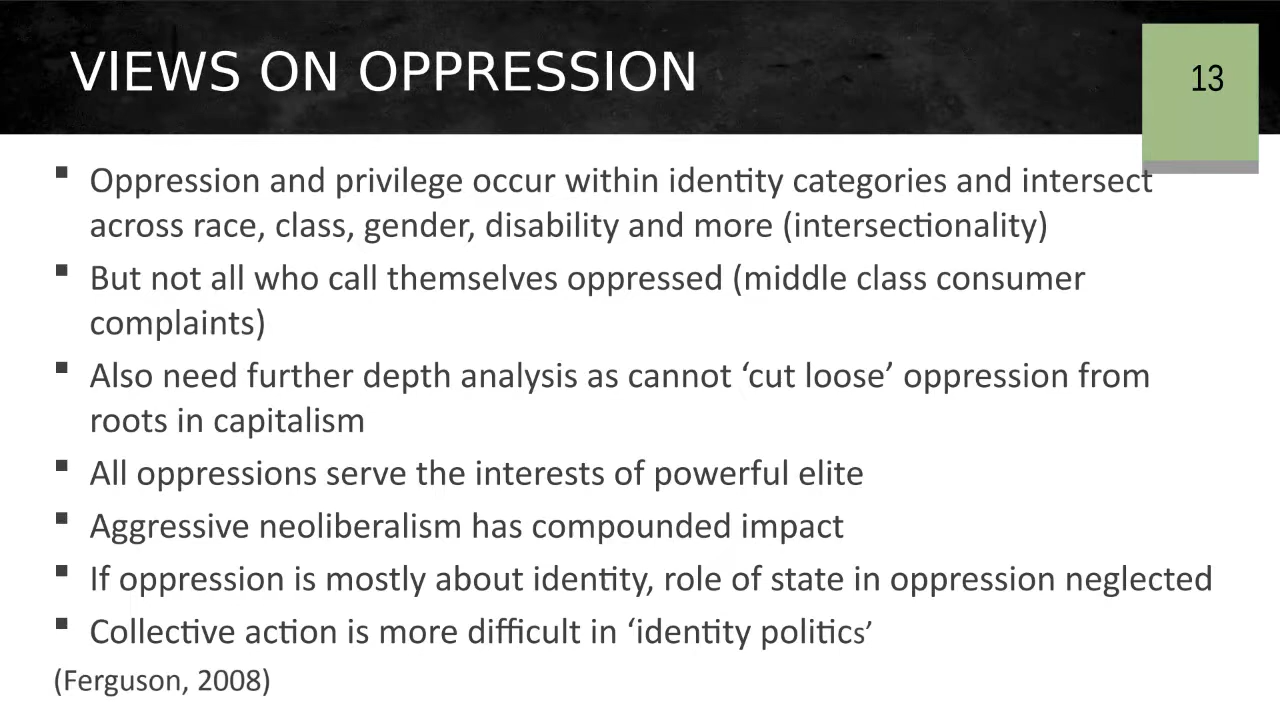 VIEWS ON OPPRESSION
13
▪ Oppression and privilege occur within identity categories and intersect
across race, class, gender, disability and more (intersectionality)
▪ But not all who call themselves oppressed (middle class consumer
complaints)
▪ Also need further depth analysis as cannot ‘cut loose’ oppression from
roots in capitalism
▪ All oppressions serve the interests of powerful elite
▪ Aggressive neoliberalism has compounded impact
▪ If oppression is mostly about identity, role of state in oppression neglected
▪ Collective action is more difficult in ‘identity politics’
(Ferguson, 2008)